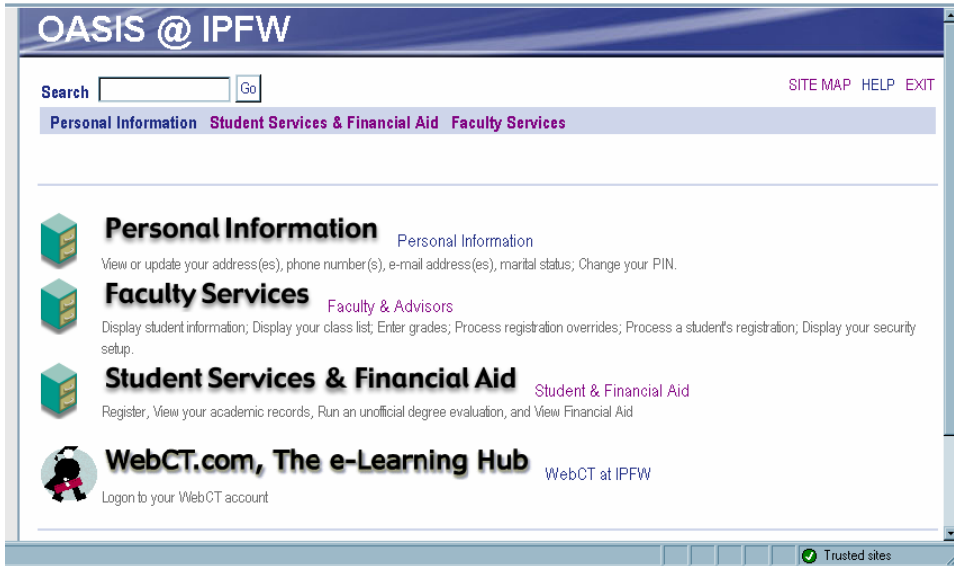 OASIS @ IPFW
Search Go
SITE MAP HELP EXIT
Personal Information Student Services & Financial Aid Faculty Services
Personal Information Personal Information
View or update your address(es), phone number(s), e-mail address(es), marital status; Change your PIN.
Faculty Services Faculty & Advisors
Display student information; Display your class list; Enter grades; Process registration overrides; Process a student's registration; Display your security
setup.
Student Services & Financial Aid Student & Financial Aid
Register, View your academic records, Run an unofficial degree evaluation, and View Financial Aid
WebCT.com, The e-Learning Hub WebCT at IPFW
Logon to your WebCT account
Trusted sites